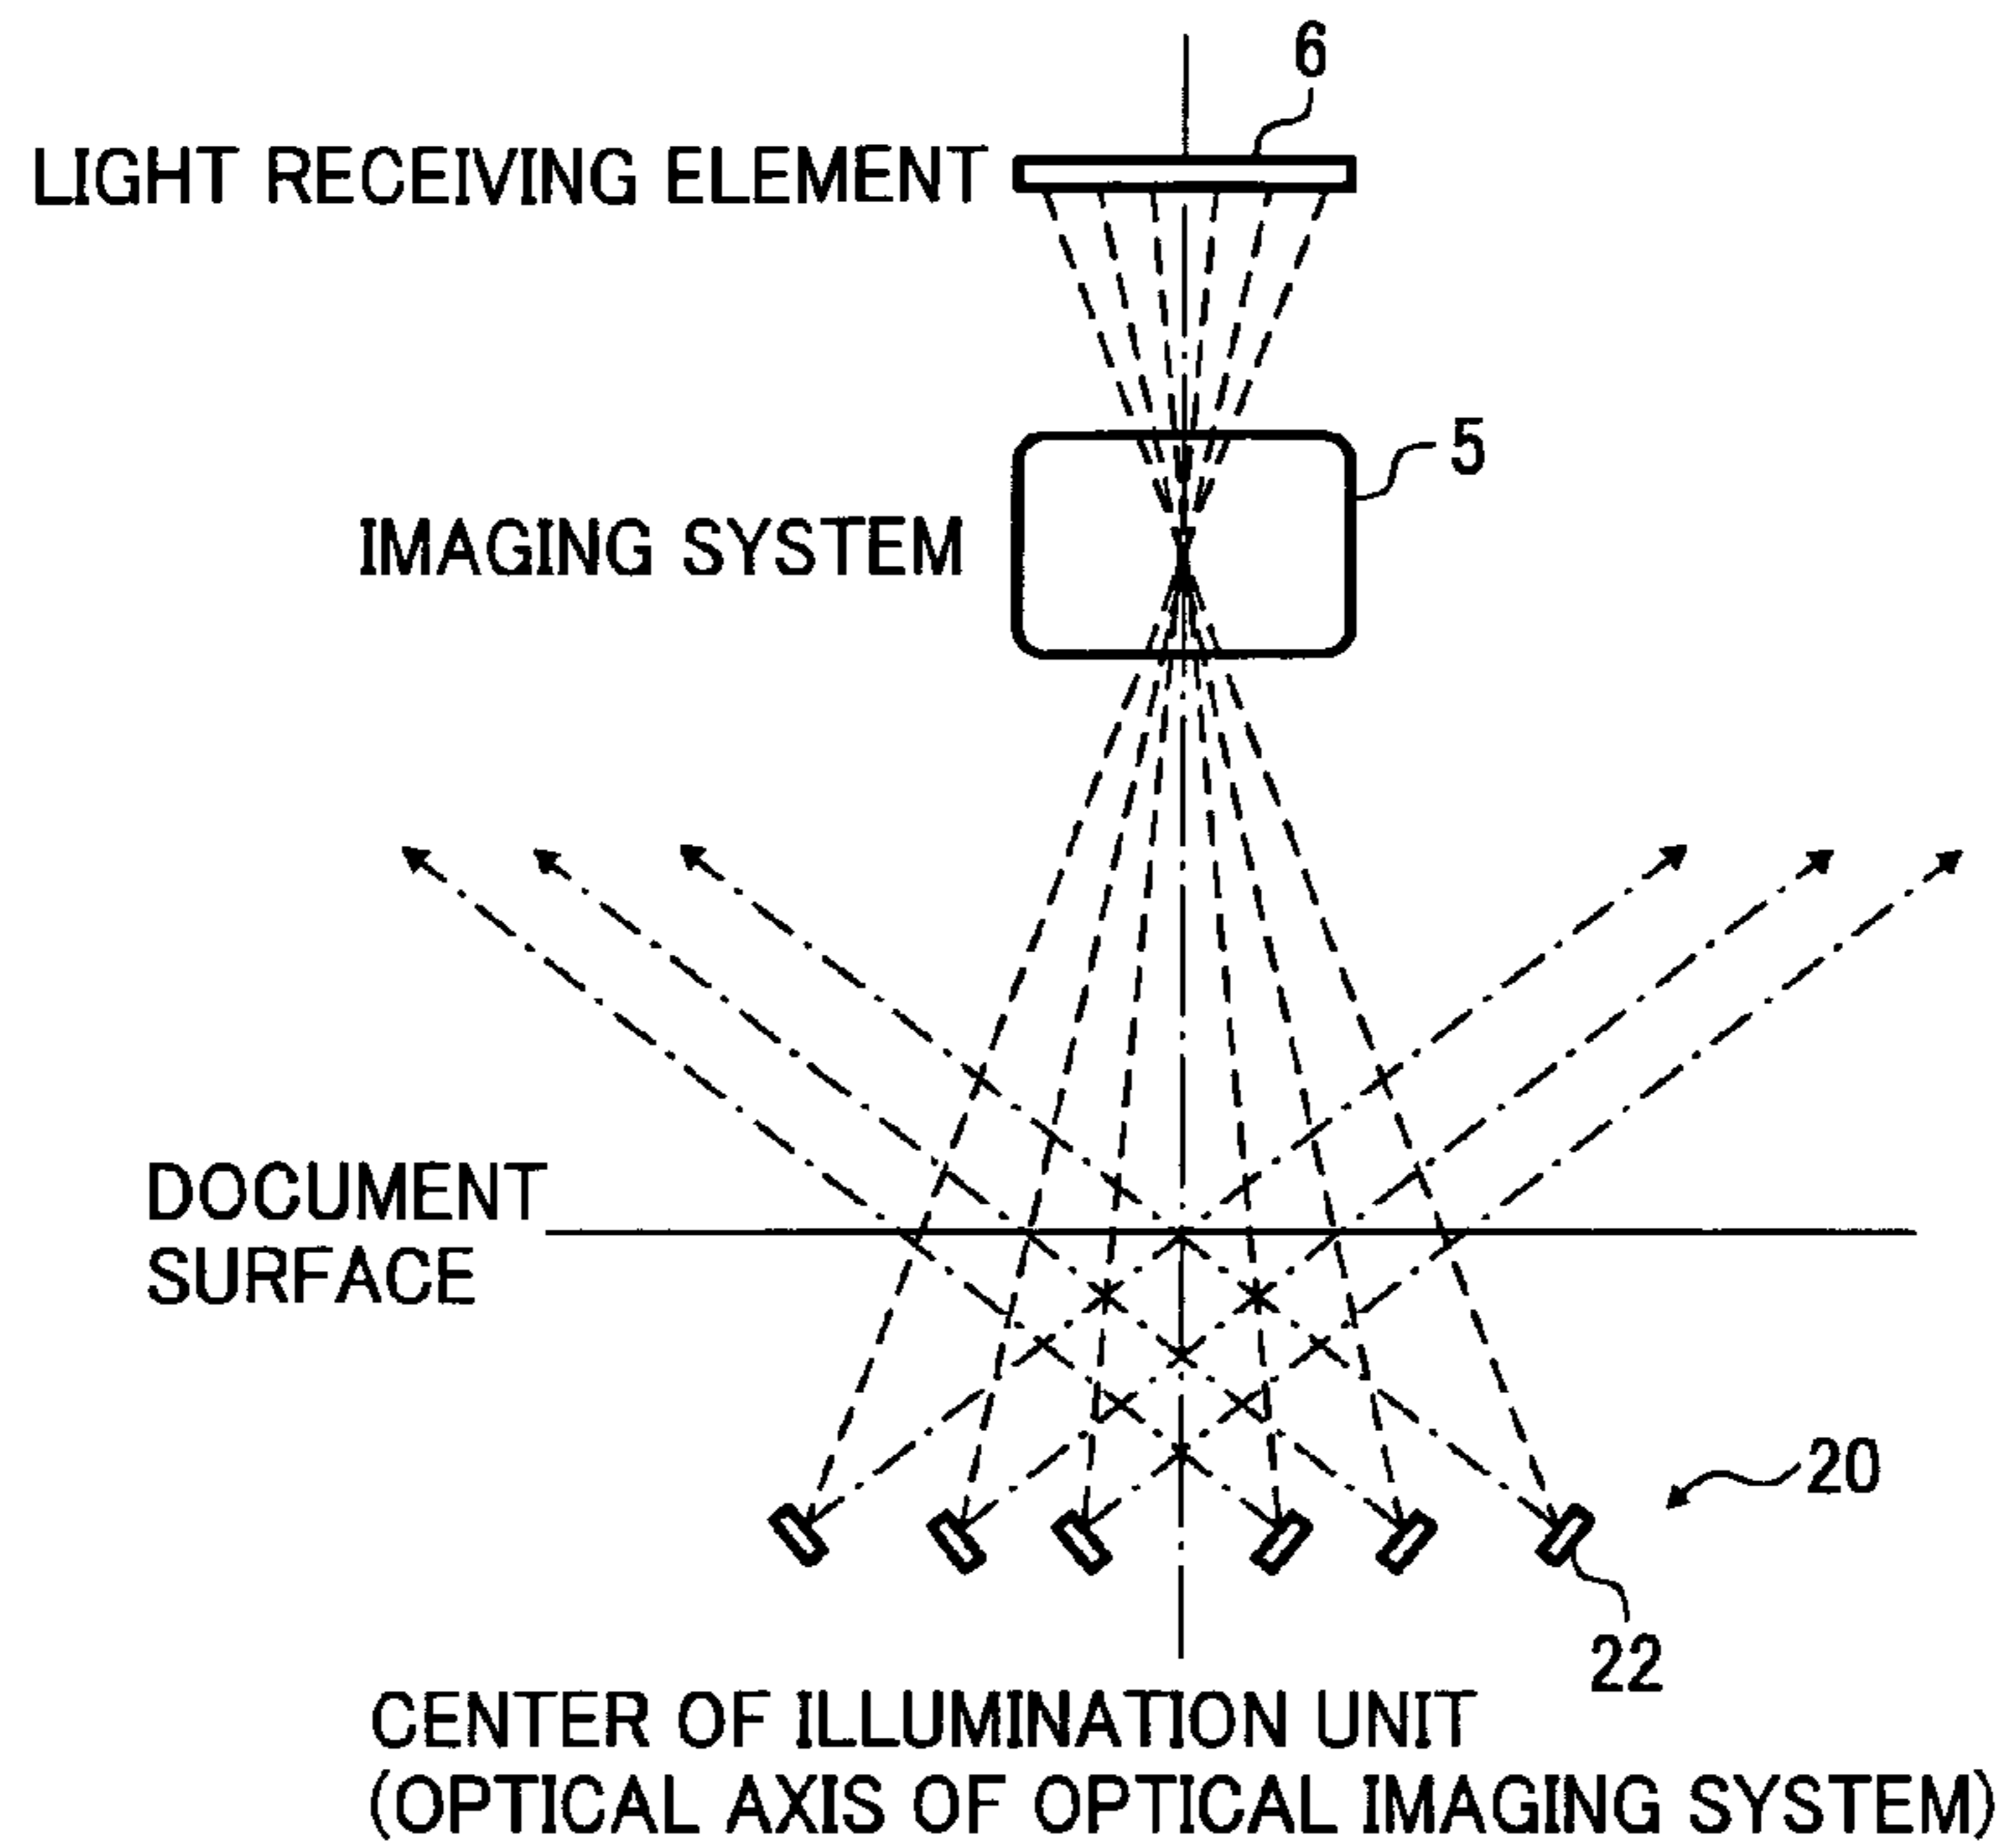 6
LIGHT RECEIVING ELEMENT
5
IMAGING SYSTEM
DOCUMENT
SURFACE
20
22
CENTER OF ILLUMINATION UNIT
(OPTICAL AXIS OF OPTICAL IMAGING SYSTEM)